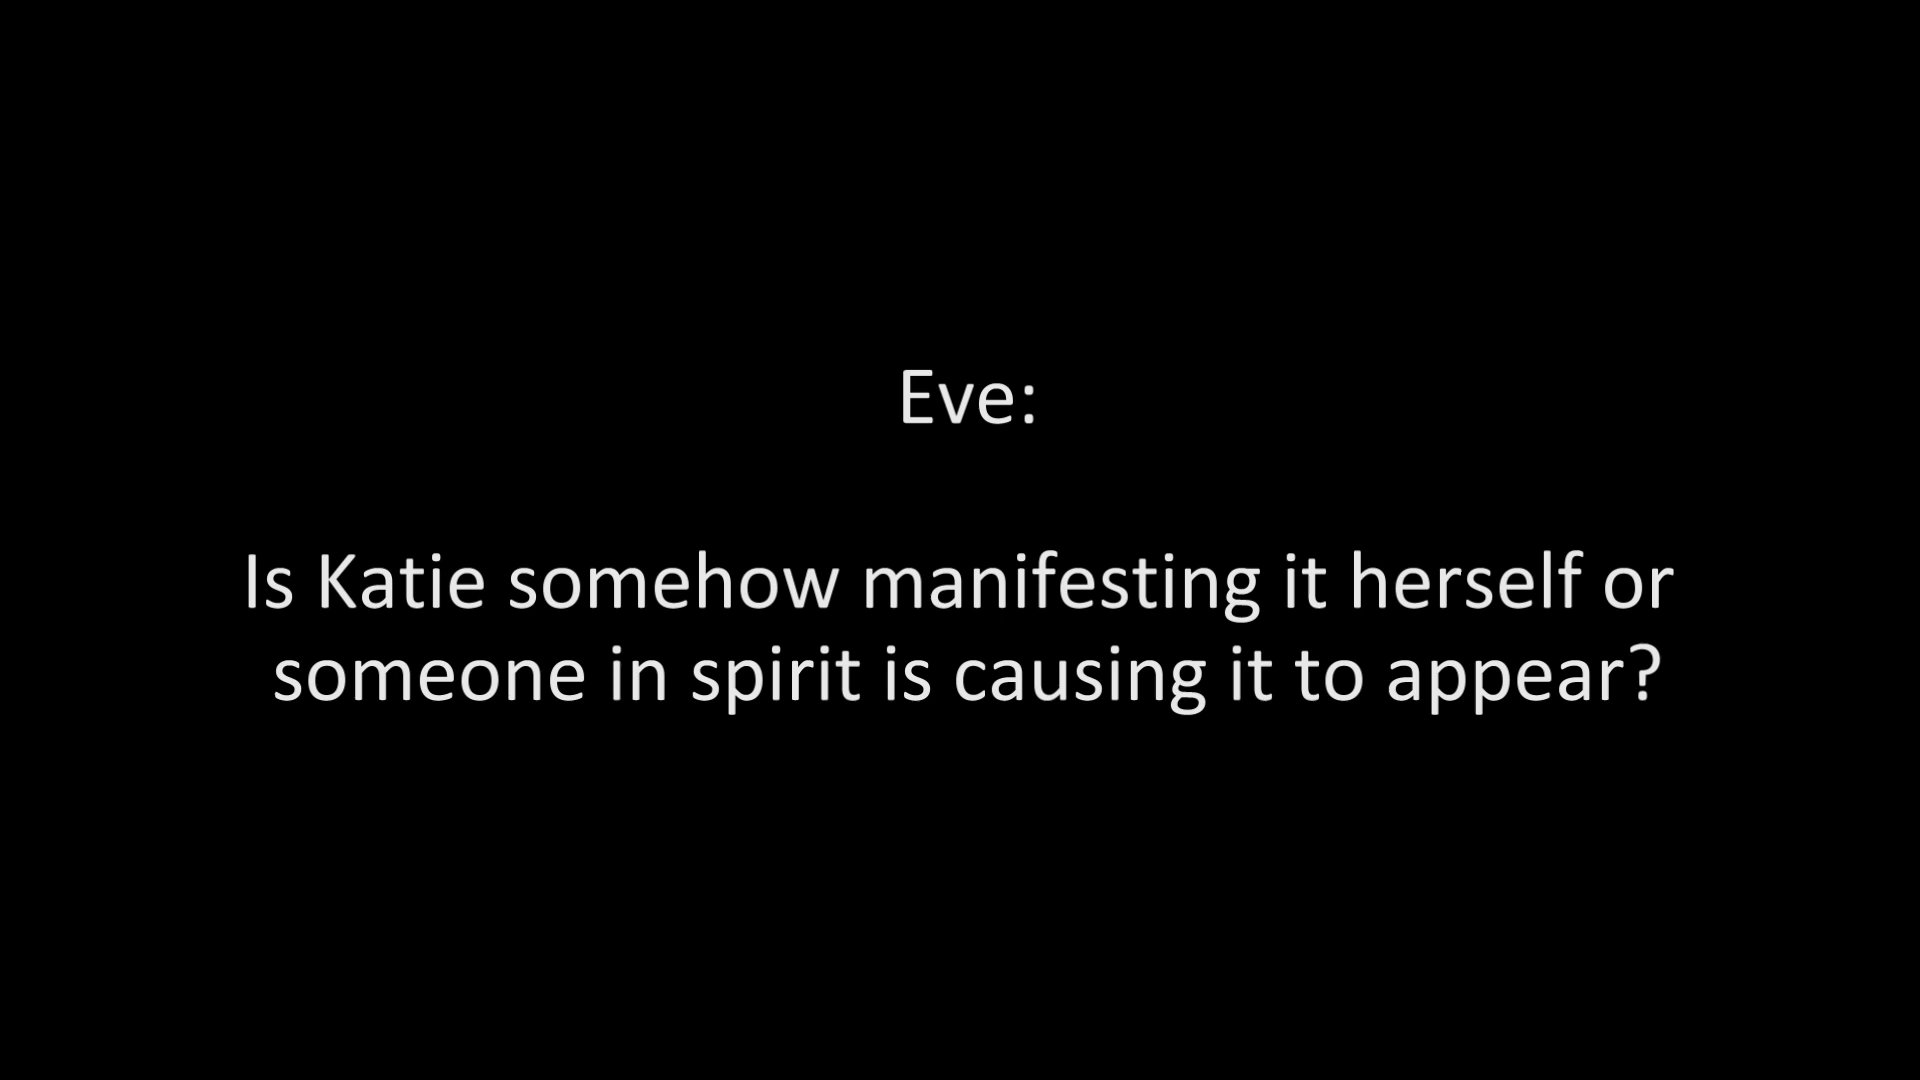 Eve:
Is Katie somehow manifesting it herself or
someone in spirit is causing it to appear?